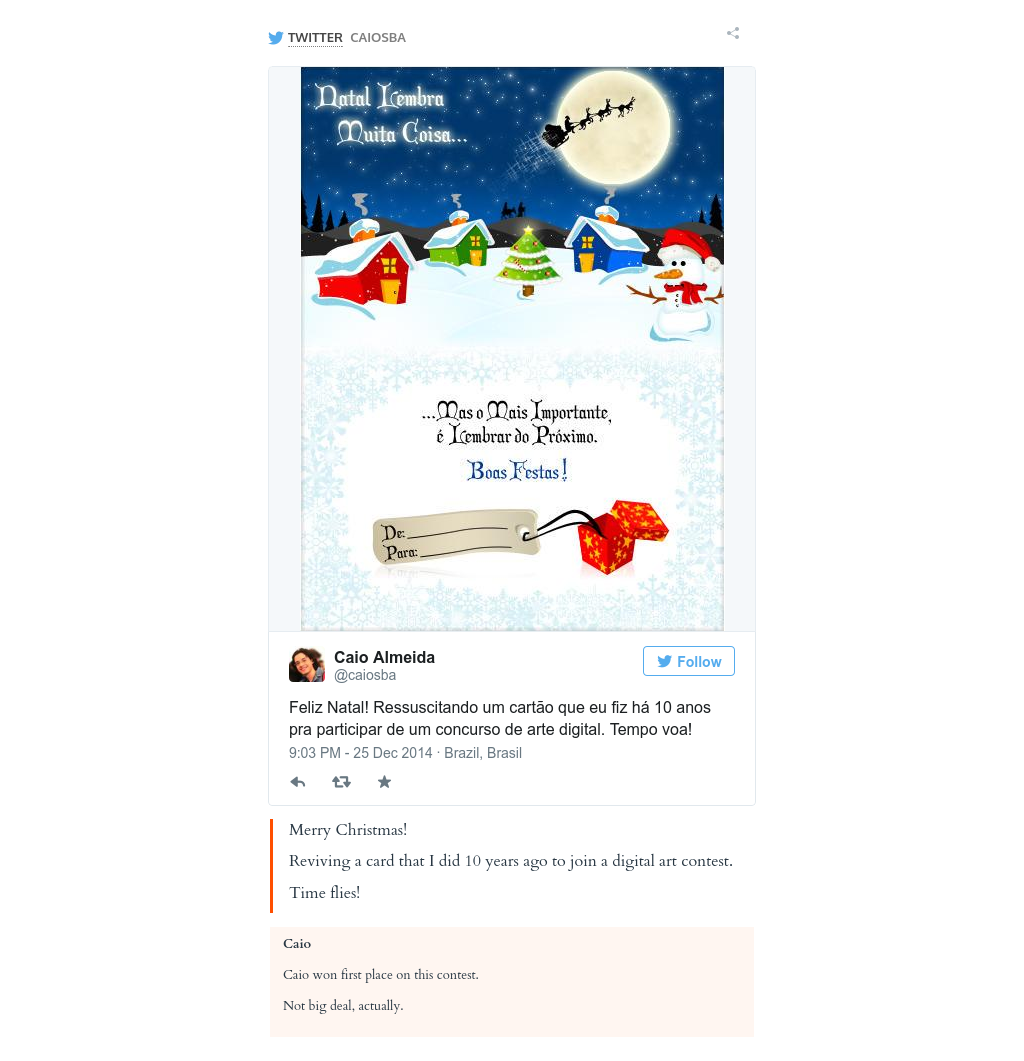 TWITTER CAIOSBA
Natal Lembra
Muita Coisa...
...Mas o Mais Importante,
é Lembrar do Próximo.
Boas Festas!
De:
Para:
Caio Almeida
@caiosba
Follow
Feliz Natal! Ressuscitando um cartão que eu fiz há 10 anos
pra participar de um concurso de arte digital. Tempo voa!
9:03 PM - 25 Dec 2014 · Brazil, Brasil
Merry Christmas!
Reviving a card that I did 10 years ago to join a digital art contest.
Time flies!
Caio
Caio won first place on this contest.
Not big deal, actually.